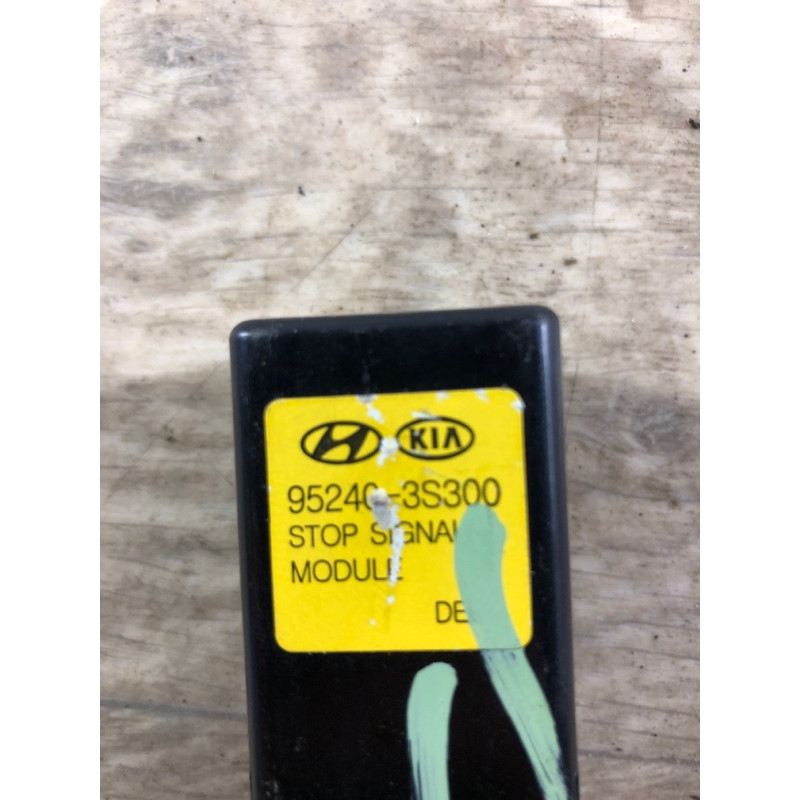 KIA
95240-3S300
STOP SIGNAL
MODULE
DE